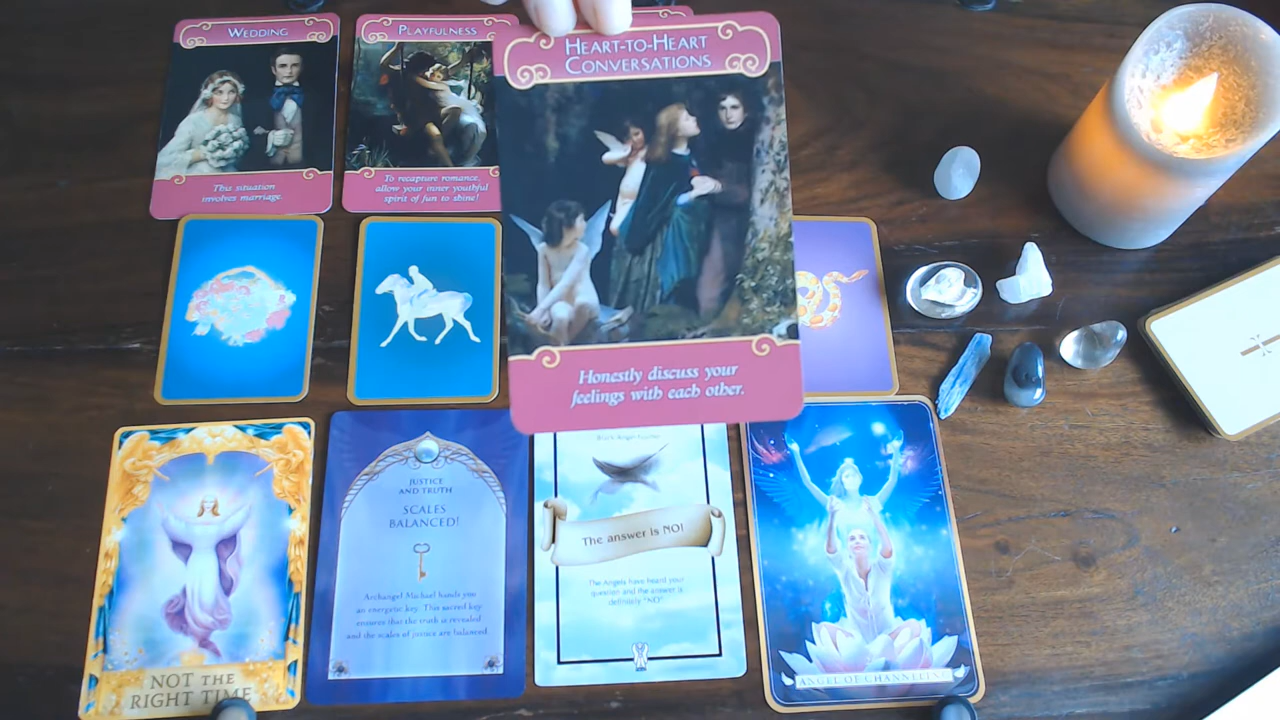 WEDDING
This situation
involves marriage.
PLAYFULNESS
To recapture romance,
allow your inner youthful
spirit of fun to shine!
HEART-TO-HEART
CONVERSATIONS
Honestly discuss your
feelings with each other.
NOT THE
RIGHT TIME
JUSTICE
AND TRUTH
SCALES
BALANCED!
Archangel Michael hands you
an energetic key. This sacred key
ensures that the truth is revealed
and the scales of justice are balanced.
The answer is NO!
The Angels have heard your
question and the answer is
definitely "NO"
ANGEL OF CHANNELING